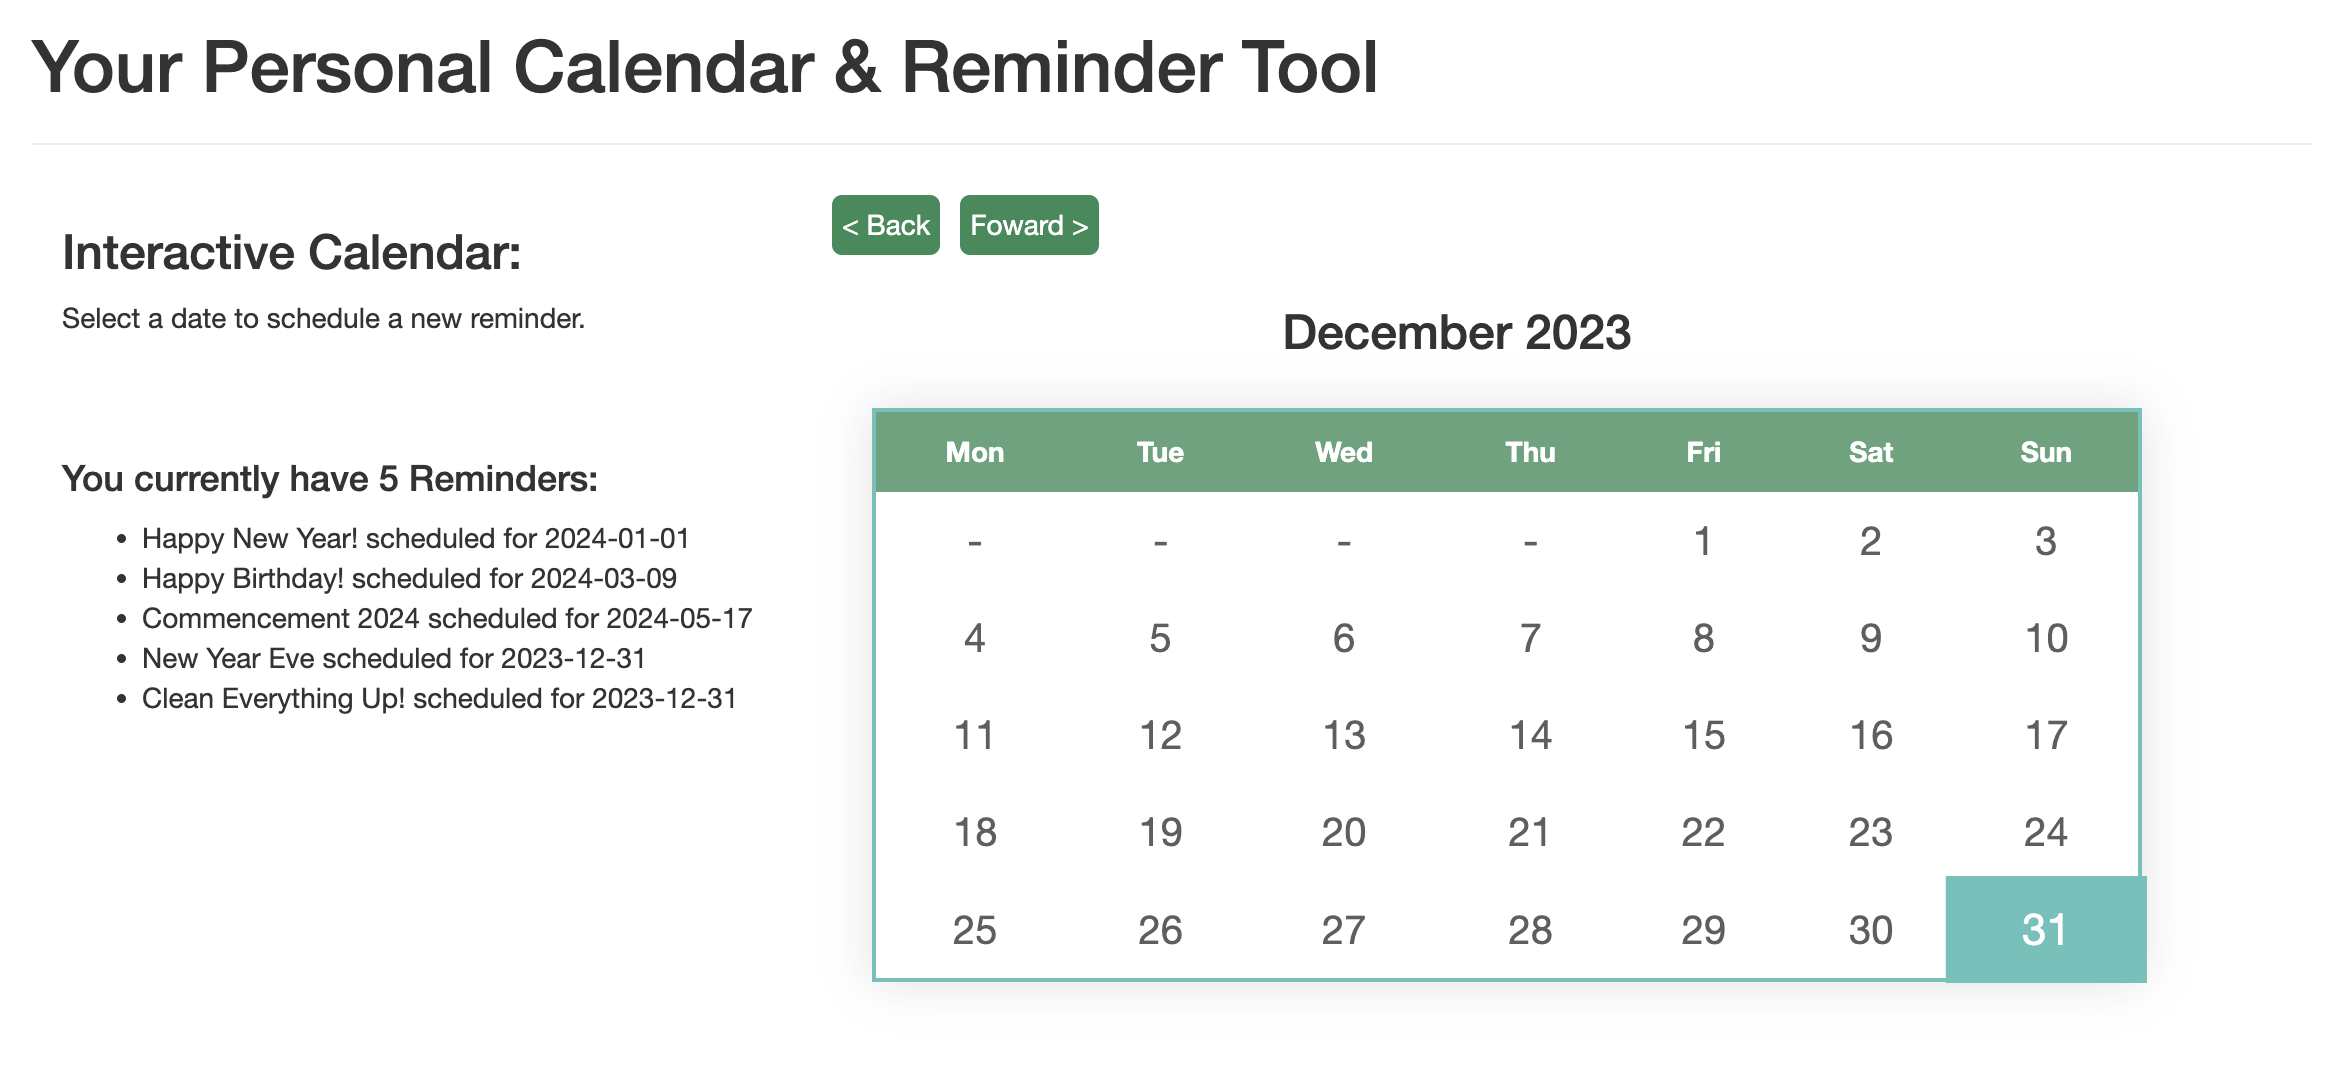 Your Personal Calendar & Reminder Tool
< Back Foward >
Interactive Calendar:
Select a date to schedule a new reminder.
You currently have 5 Reminders:
• Happy New Year! scheduled for 2024-01-01
• Happy Birthday! scheduled for 2024-03-09
• Commencement 2024 scheduled for 2024-05-17
• New Year Eve scheduled for 2023-12-31
• Clean Everything Up! scheduled for 2023-12-31
December 2023
Mon Tue Wed Thu Fri Sat Sun
- - - - 1 2 3
4 5 6 7 8 9 10
11 12 13 14 15 16 17
18 19 20 21 22 23 24
25 26 27 28 29 30 31